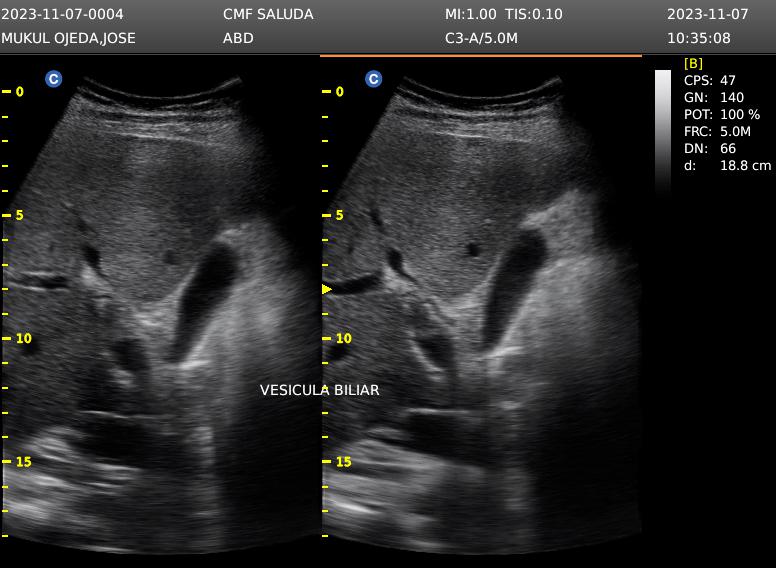 2023-11-07-0004 CMF SALUDA MI:1.00 TIS:0.10 2023-11-07
MUKUL OJEDA,JOSE ABD C3-A/5.0M 10:35:08
[B]
CPS: 47
GN: 140
POT: 100 %
FRC: 5.0M
DN: 66
d: 18.8 cm
C C
0 0
5 5
10 10
VESICULA BILIAR
15 15